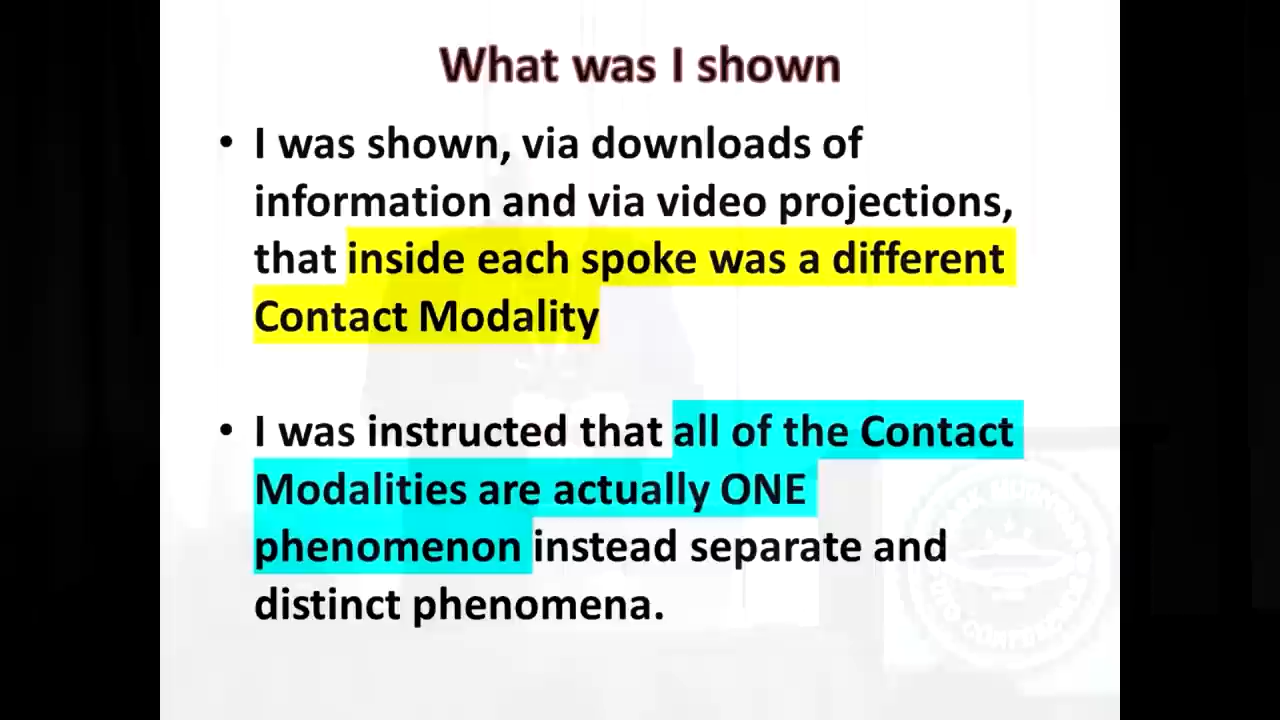 What was I shown
• I was shown, via downloads of
information and via video projections,
that inside each spoke was a different
Contact Modality
• I was instructed that all of the Contact
Modalities are actually ONE
phenomenon instead separate and
distinct phenomena.